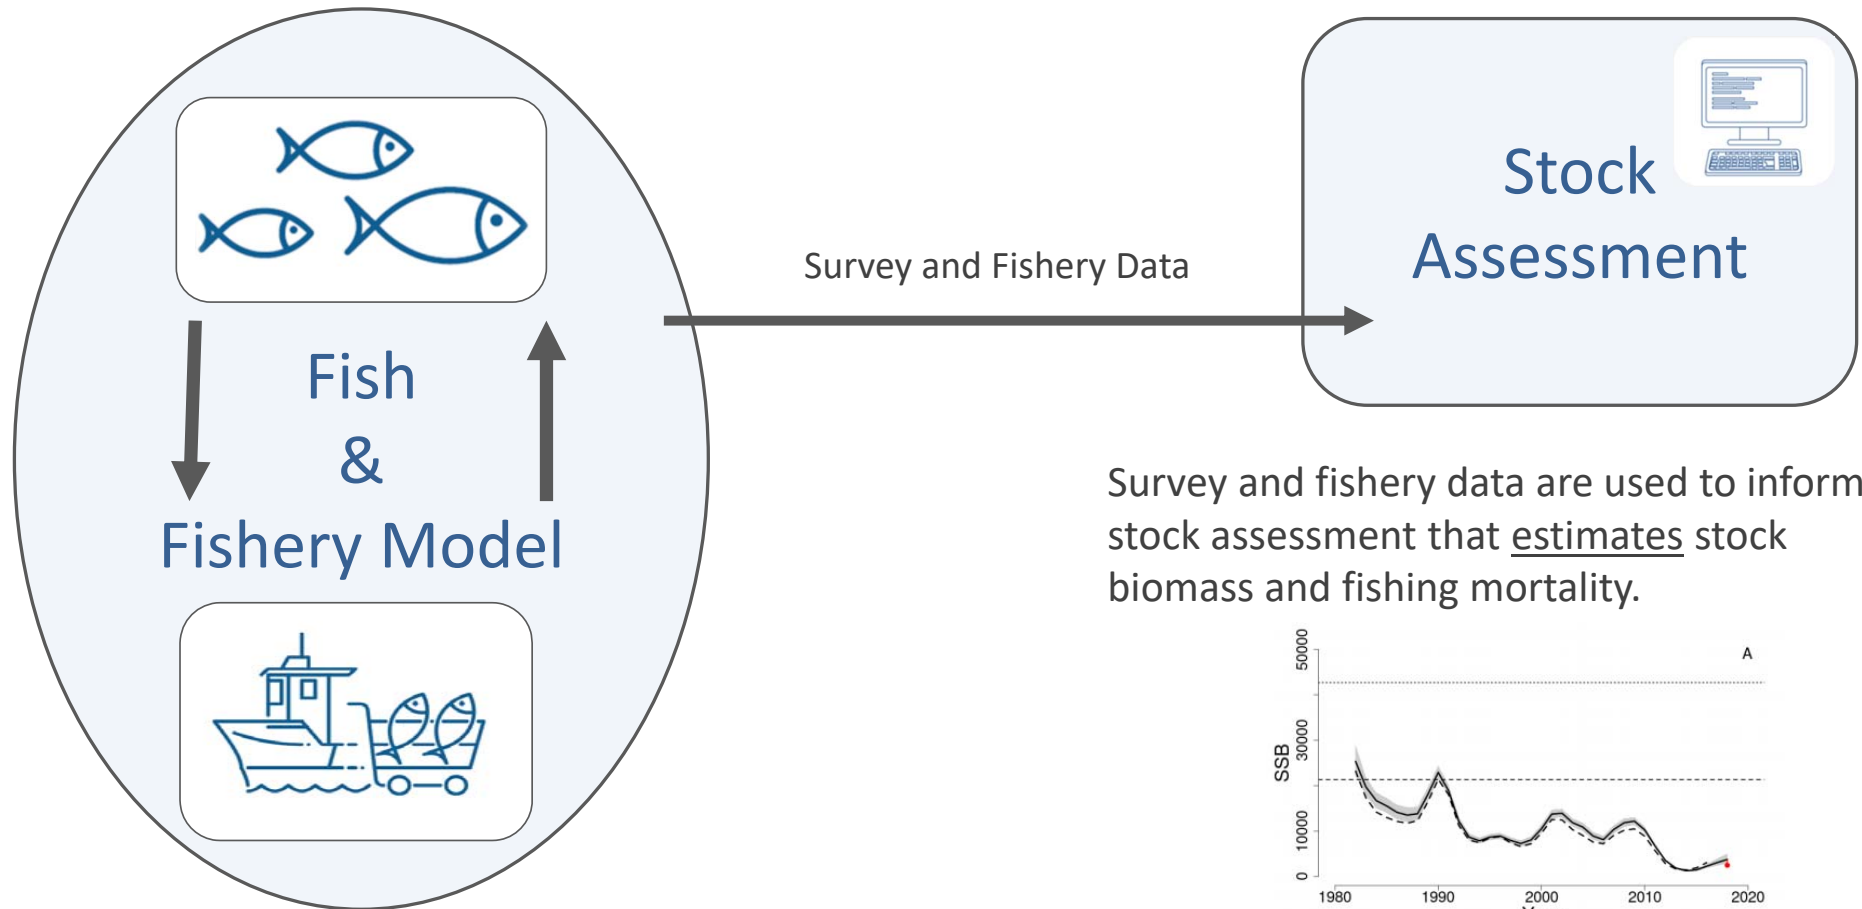 Fish
&
Fishery Model
Survey and Fishery Data
Stock
Assessment
Survey and fishery data are used to inform
stock assessment that estimates stock
biomass and fishing mortality.
A
SSB
50000
30000
10000
0
1980 1990 2000 2010 2020